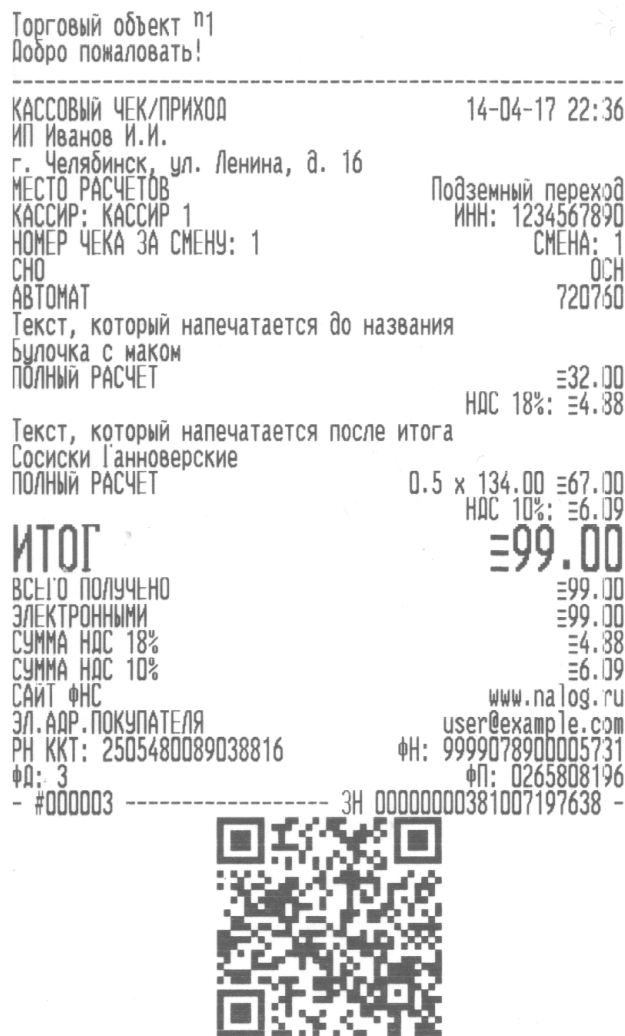 Торговый объект n1
Добро пожаловать!
КАССОВЫЙ ЧЕК/ПРИХОД 14-04-17 22:36
ИП Иванов И.И.
г. Челябинск, ул. Ленина, д. 16
МЕСТО РАСЧЕТОВ Подземный переход
КАССИР: КАССИР 1 ИНН: 1234567890
НОМЕР ЧЕКА ЗА СМЕНУ: 1 СМЕНА: 1
СНО ОСН
АВТОМАТ 720760
Текст, который напечатается до названия
Булочка с маком
ПОЛНЫЙ РАСЧЕТ ≡32.00
НДС 18%: ≡4.88
Текст, который напечатается после итога
Сосиски Ганноверские
ПОЛНЫЙ РАСЧЕТ 0.5 x 134.00 ≡67.00
НДС 10%: ≡6.09
ИТОГ ≡99.00
ВСЕГО ПОЛУЧЕНО ≡99.00
ЭЛЕКТРОННЫМИ ≡99.00
СУММА НДС 18% ≡4.88
СУММА НДС 10% ≡6.09
САЙТ ФНС www.nalog.ru
ЭЛ.АДР.ПОКУПАТЕЛЯ user@example.com
РН ККТ: 2505480089038816 ФН: 9999078900005731
ФД: 3 ФП: 0265808196
- #000003 ------------------ ЗН 00000000381007197638 -